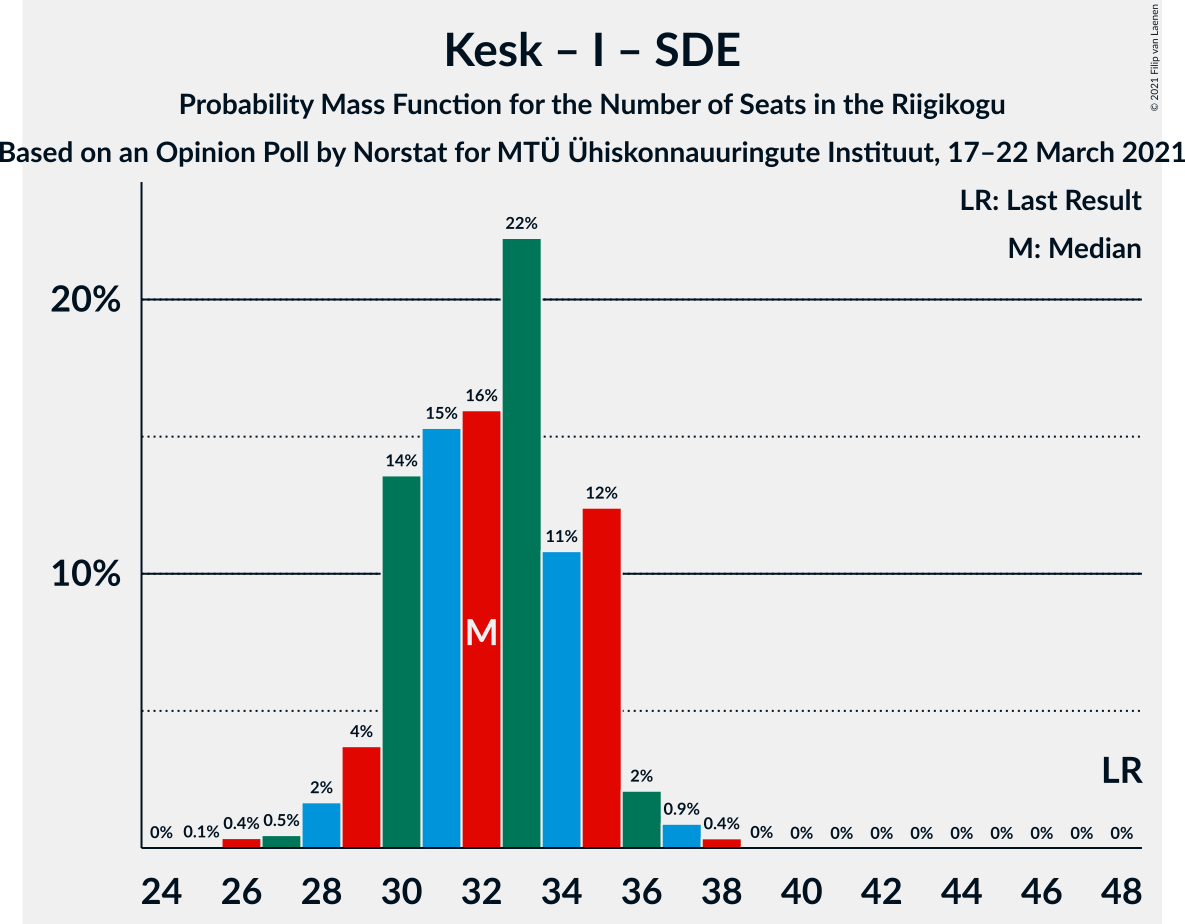 Kesk – I – SDE
Probability Mass Function for the Number of Seats in the Riigikogu
Based on an Opinion Poll by Norstat for MTÜ Ühiskonnauuringute Instituut, 17–22 March 2021
© 2021 Filip van Laenen
LR: Last Result
M: Median
20%
10%
0% 0.1% 0.4% 0.5% 2% 4% 14% 15% 16% 22% 11% 12% 2% 0.9% 0.4% 0% 0% 0% 0% 0% 0% 0% 0% 0% 0%
M
LR
24 26 28 30 32 34 36 38 40 42 44 46 48